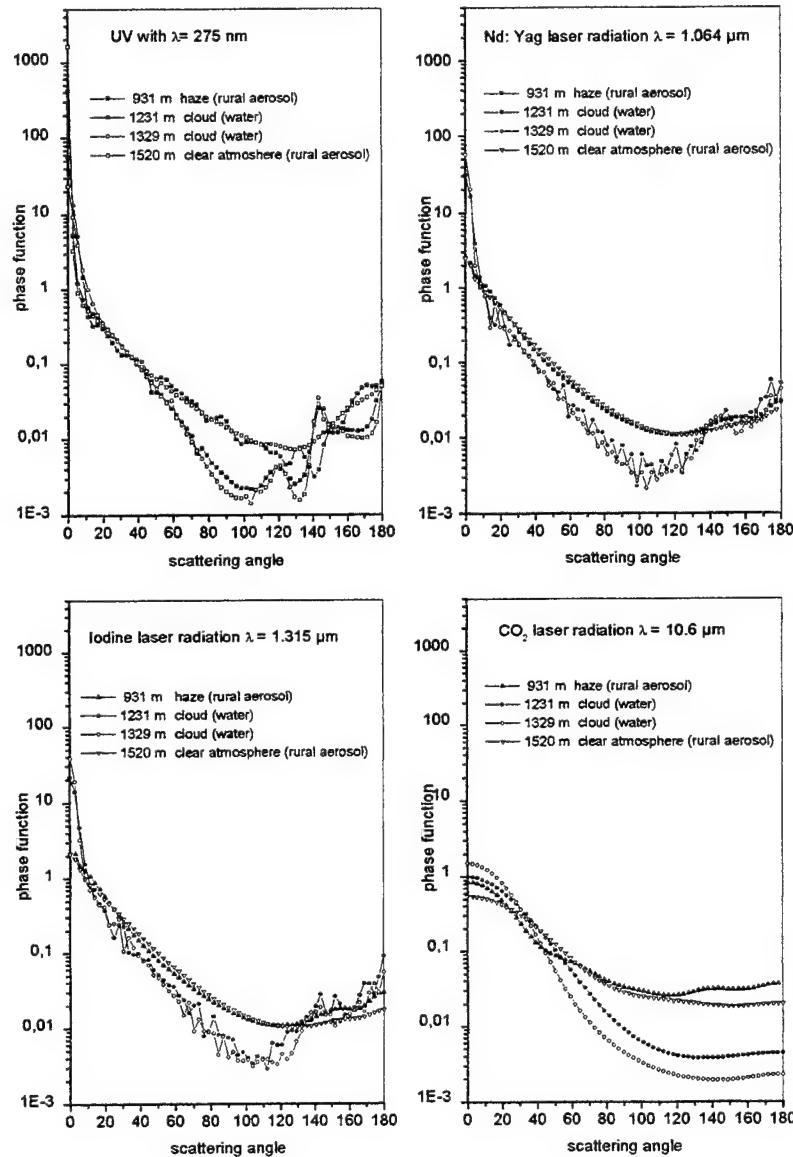 UV with λ= 275 nm
931 m haze (rural aerosol)
1231 m cloud (water)
1329 m cloud (water)
1520 m clear atmoshere (rural aerosol)
phase function
1000
100
10
1
0,1
0,01
1E-3
0 20 40 60 80 100 120 140 160 180
scattering angle
Nd: Yag laser radiation λ = 1.064 µm
931 m haze (rural aerosol)
1231 m cloud (water)
1329 m cloud (water)
1520 m clear atmosphere (rural aerosol)
phase function
1000
100
10
1
0,1
0,01
1E-3
0 20 40 60 80 100 120 140 160 180
scattering angle
Iodine laser radiation λ = 1.315 µm
931 m haze (rural aerosol)
1231 m cloud (water)
1329 m cloud (water)
1520 m clear atmosphere (rural aerosol)
phase function
1000
100
10
1
0,1
0,01
1E-3
0 20 40 60 80 100 120 140 160 180
scattering angle
CO₂ laser radiation λ = 10.6 µm
931 m haze (rural aerosol)
1231 m cloud (water)
1329 m cloud (water)
1520 m clear atmosphere (rural aerosol)
phase function
1000
100
10
1
0,1
0,01
1E-3
0 20 40 60 80 100 120 140 160 180
scattering angle